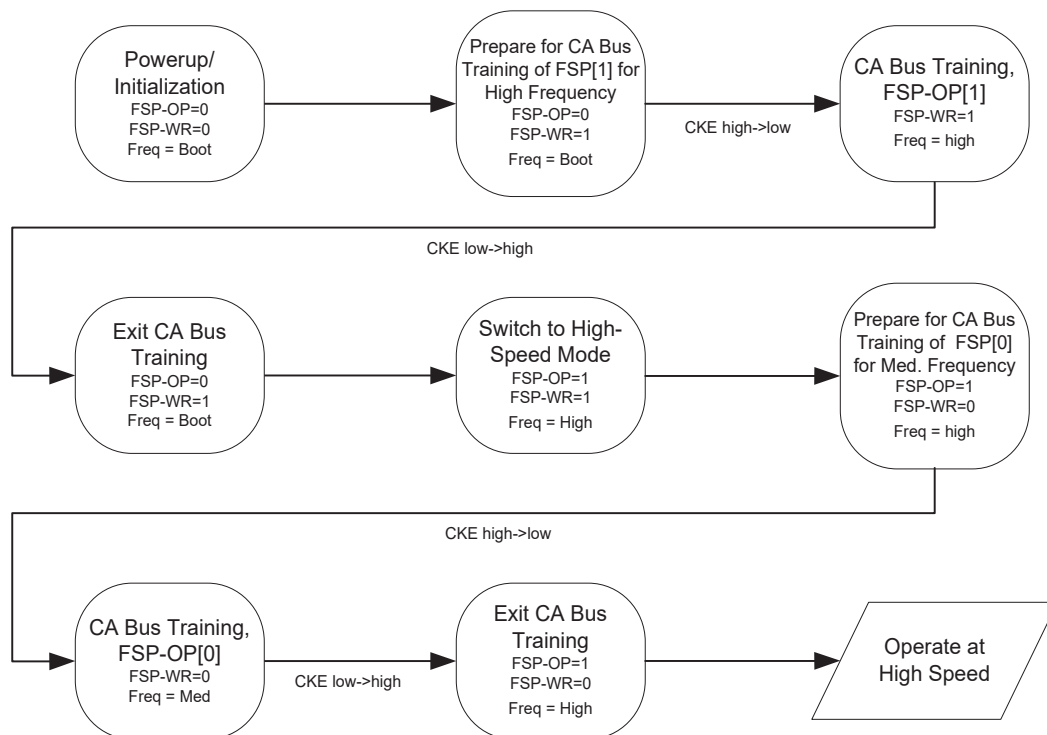 Powerup/
Initialization
FSP-OP=0
FSP-WR=0
Freq = Boot
Prepare for CA Bus
Training of FSP[1] for
High Frequency
FSP-OP=0
FSP-WR=1
Freq = Boot
CKE high->low
CA Bus Training,
FSP-OP[1]
FSP-WR=1
Freq = high
CKE low->high
Exit CA Bus
Training
FSP-OP=0
FSP-WR=1
Freq = Boot
Switch to High-
Speed Mode
FSP-OP=1
FSP-WR=1
Freq = High
Prepare for CA Bus
Training of FSP[0]
for Med. Frequency
FSP-OP=1
FSP-WR=0
Freq = high
CKE high->low
CA Bus Training,
FSP-OP[0]
FSP-WR=0
Freq = Med
CKE low->high
Exit CA Bus
Training
FSP-OP=1
FSP-WR=0
Freq = High
Operate at
High Speed